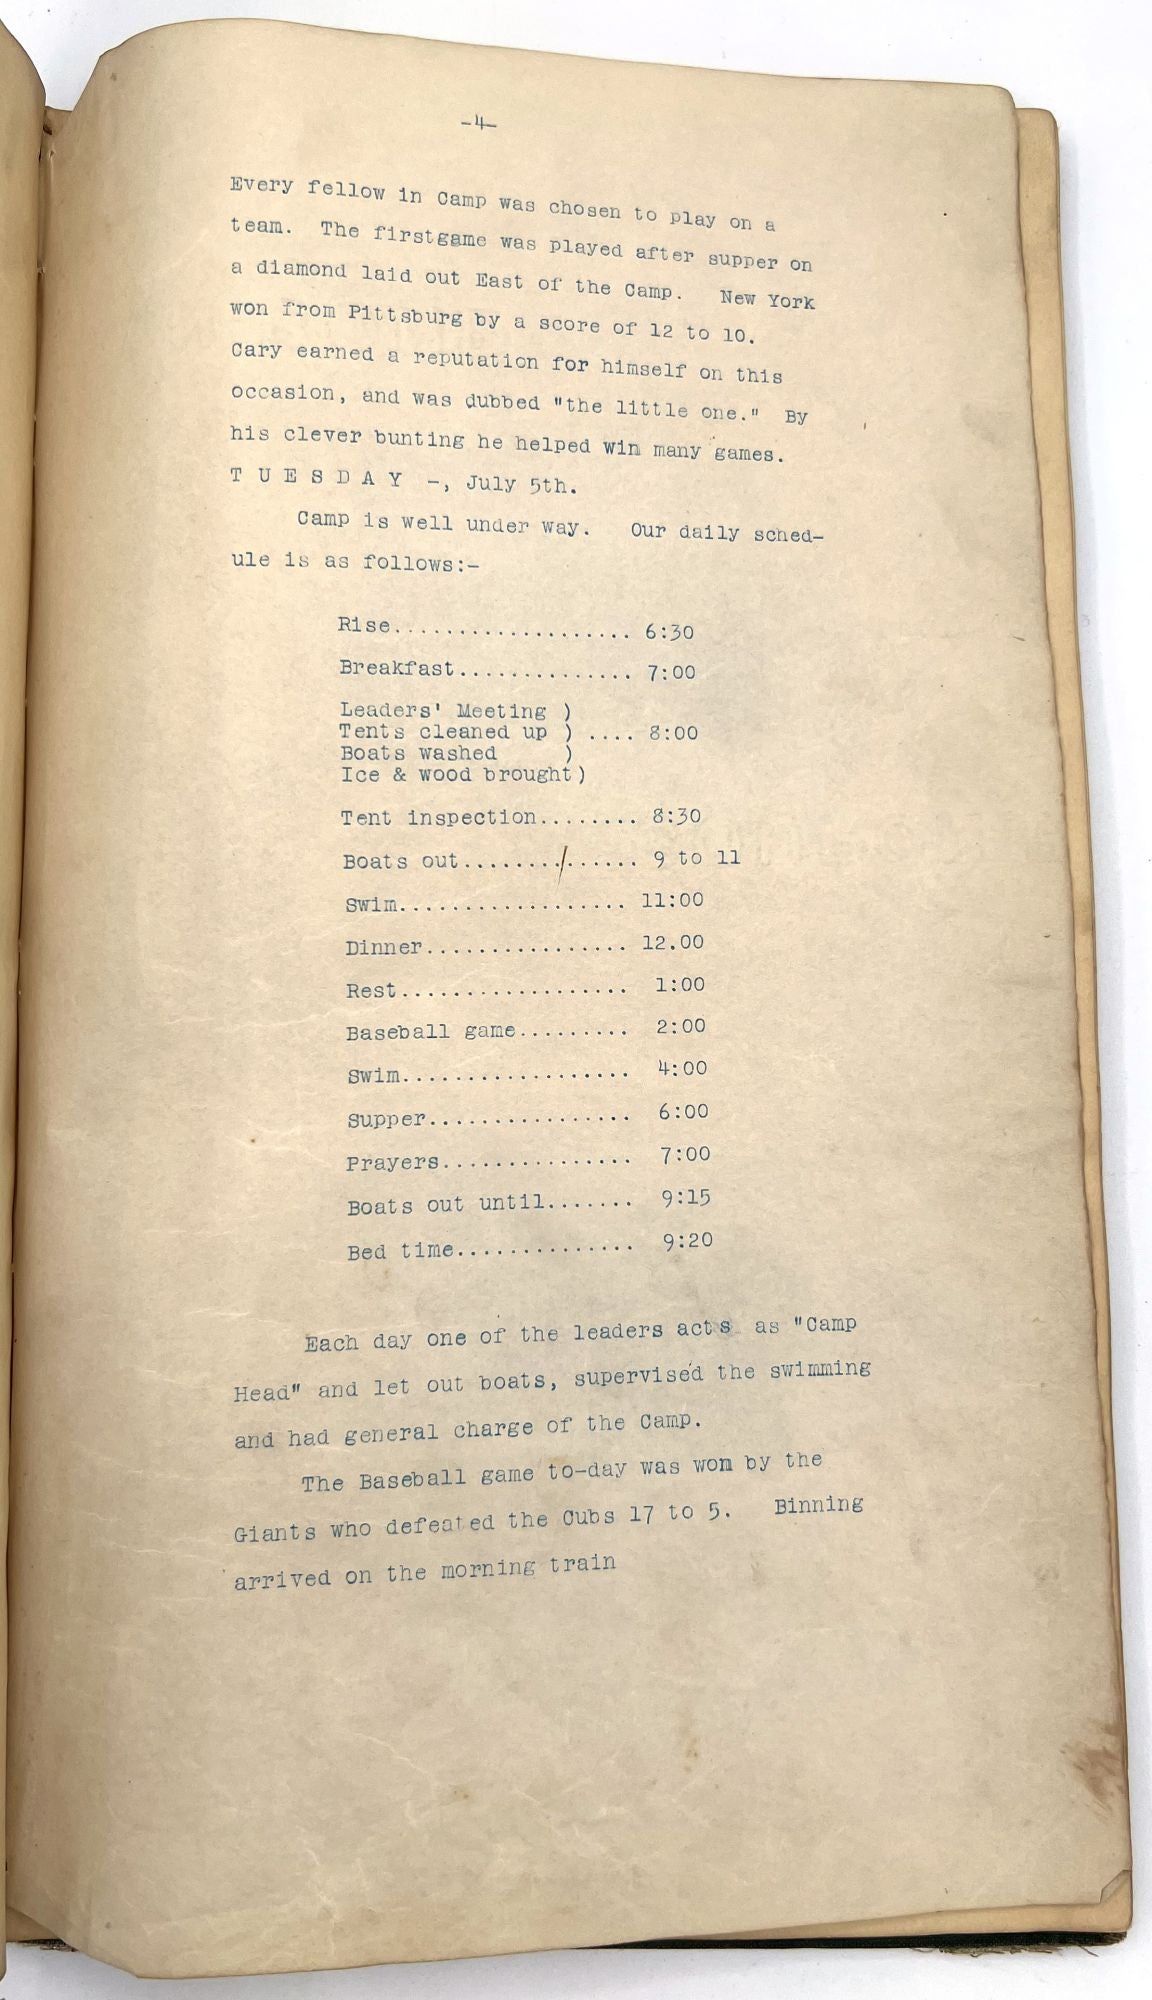 -4-
Every fellow in Camp was chosen to play on a
team. The firstgame was played after supper on
a diamond laid out East of the Camp. New York
won from Pittsburg by a score of 12 to 10.
Cary earned a reputation for himself on this
occasion, and was dubbed "the little one." By
his clever bunting he helped win many games.
T U E S D A Y -, July 5th.
Camp is well under way. Our daily sched-
ule is as follows:-
Rise................... 6:30
Breakfast.............. 7:00
Leaders' Meeting )
Tents cleaned up ) .... 8:00
Boats washed )
Ice & wood brought)
Tent inspection........ 8:30
Boats out......../...... 9 to 11
Swim.................. 11:00
Dinner................ 12.00
Rest.................. 1:00
Baseball game......... 2:00
Swim.................. 4:00
Supper................ 6:00
Prayers............... 7:00
Boats out until....... 9:15
Bed time.............. 9:20
Each day one of the leaders acts as "Camp
Head" and let out boats, supervised the swimming
and had general charge of the Camp.
The Baseball game to-day was won by the
Giants who defeated the Cubs 17 to 5. Binning
arrived on the morning train